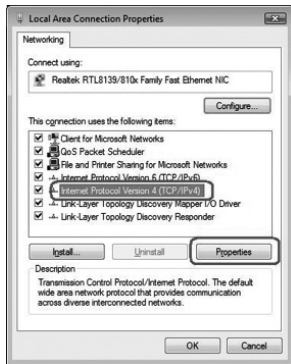 Local Area Connection Properties
Networking
Connect using:
Realtek RTL8139/810x Family Fast Ethernet NIC
Configure...
This connection uses the following items:
Client for Microsoft Networks
QoS Packet Scheduler
File and Printer Sharing for Microsoft Networks
Internet Protocol Version 6 (TCP/IPv6)
Internet Protocol Version 4 (TCP/IPv4)
Link-Layer Topology Discovery Mapper I/O Driver
Link-Layer Topology Discovery Responder
Install...
Uninstall
Properties
Description
Transmission Control Protocol/Internet Protocol. The default
wide area network protocol that provides communication
across diverse interconnected networks.
OK
Cancel